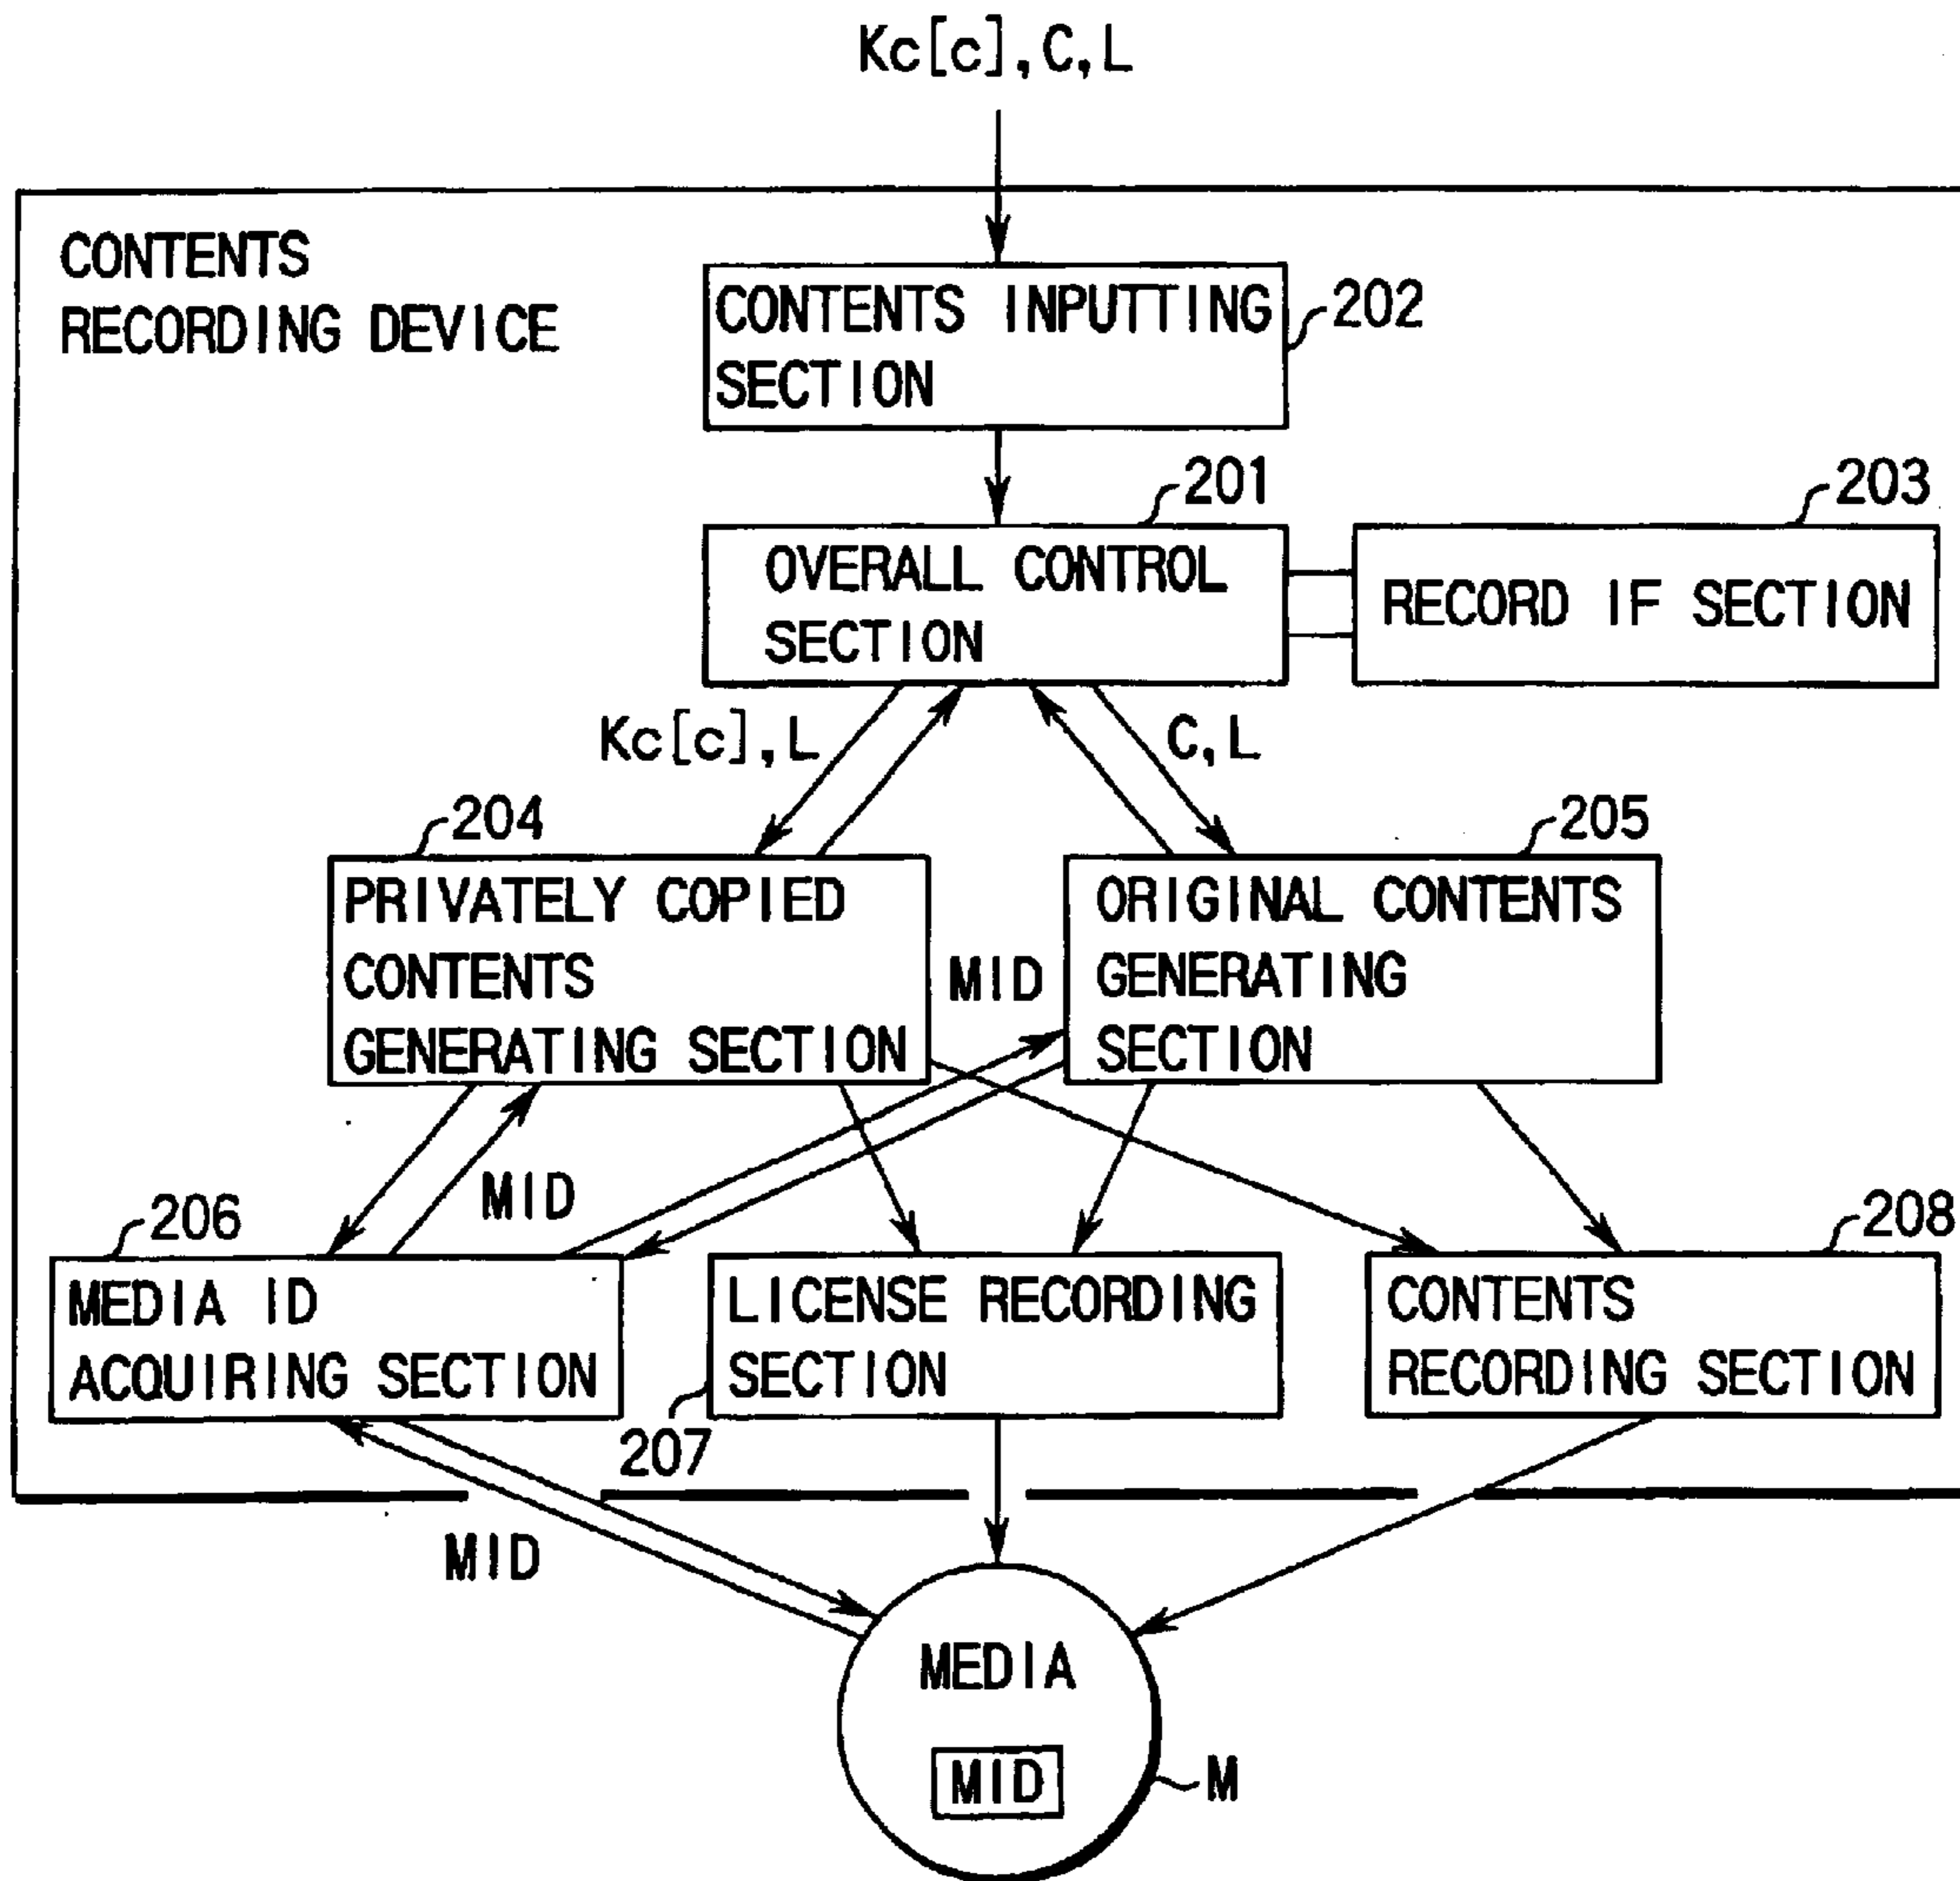 Kc[c],C,L
CONTENTS
RECORDING DEVICE
CONTENTS INPUTTING
SECTION
202
201
203
OVERALL CONTROL
SECTION
RECORD IF SECTION
Kc[c],L
C,L
204
205
PRIVATELY COPIED
CONTENTS
GENERATING SECTION
MID
ORIGINAL CONTENTS
GENERATING
SECTION
MID
206
208
MEDIA ID
ACQUIRING SECTION
LICENSE RECORDING
SECTION
207
CONTENTS
RECORDING SECTION
MID
MEDIA
MID
M